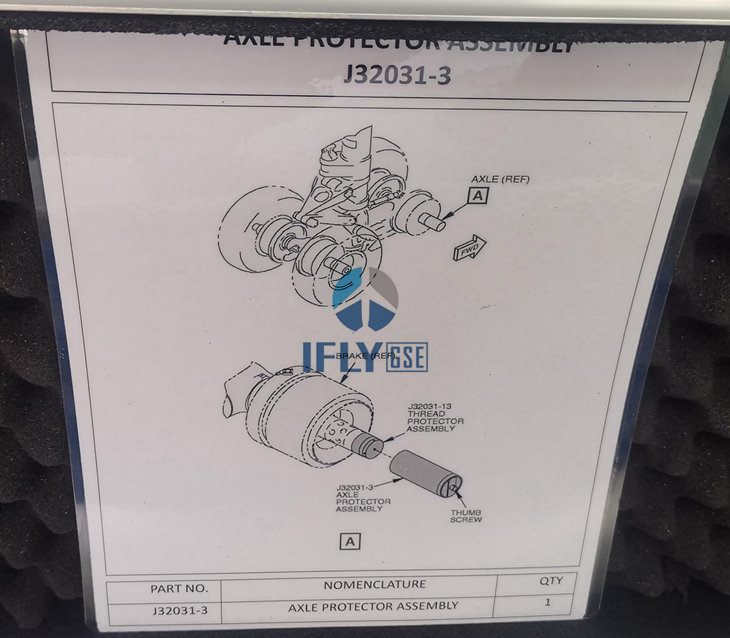 AXLE PROTECTOR ASSEMBLY
J32031-3
AXLE (REF)
A
FWD
IFLY GSE
BRAKE (REF)
J32031-13
THREAD
PROTECTOR
ASSEMBLY
J32031-3
AXLE
PROTECTOR
ASSEMBLY
THUMB
SCREW
A
PART NO. NOMENCLATURE QTY
J32031-3 AXLE PROTECTOR ASSEMBLY 1